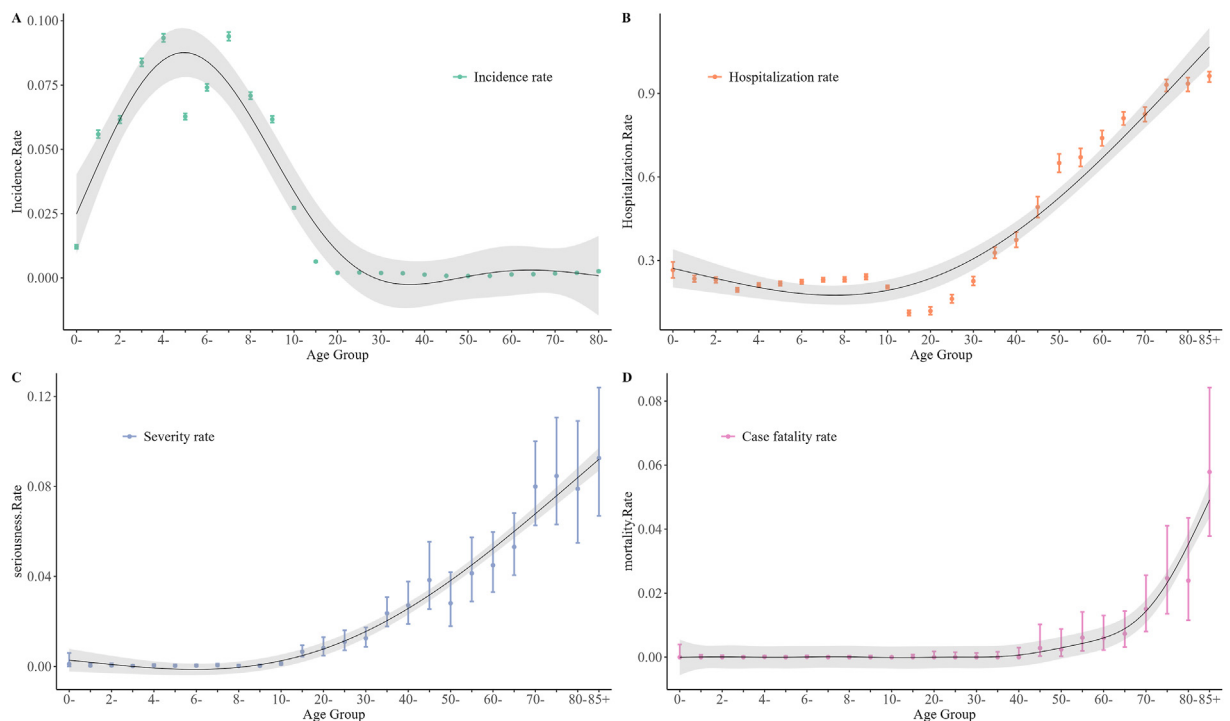 A
0.100
0.075
0.050
0.025
0.000
Incidence.Rate
Incidence rate
0- 2- 4- 6- 8- 10- 20- 30- 40- 50- 60- 70- 80-
Age Group
B
0.9
0.6
0.3
Hospitalization.Rate
Hospitalization rate
0- 2- 4- 6- 8- 10- 20- 30- 40- 50- 60- 70- 80-85+
Age Group
C
0.12
0.08
0.04
0.00
seriousness.Rate
Severity rate
0- 2- 4- 6- 8- 10- 20- 30- 40- 50- 60- 70- 80-85+
Age Group
D
0.08
0.06
0.04
0.02
0.00
mortality.Rate
Case fatality rate
0- 2- 4- 6- 8- 10- 20- 30- 40- 50- 60- 70- 80-85+
Age Group